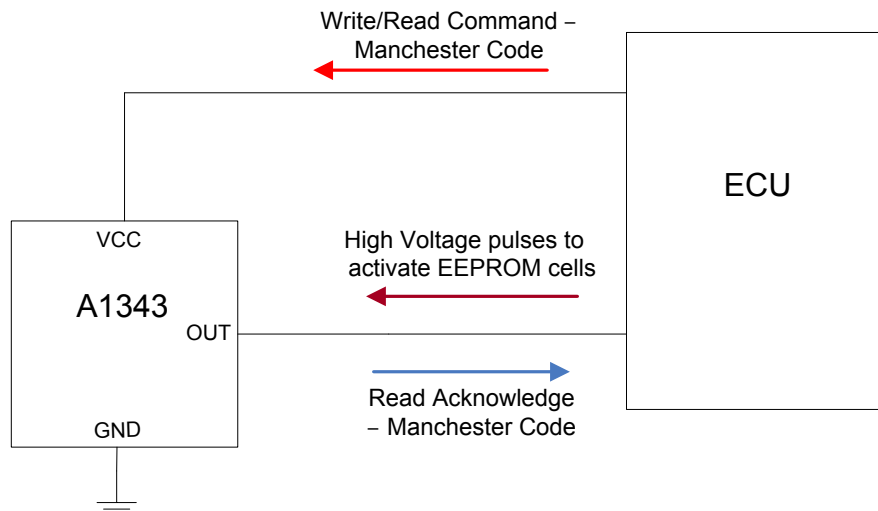 Write/Read Command –
Manchester Code
ECU
VCC
High Voltage pulses to
activate EEPROM cells
A1343
OUT
Read Acknowledge
– Manchester Code
GND